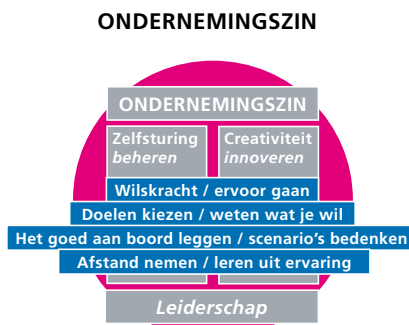 ONDERNEMINGSZIN
ONDERNEMINGSZIN
Zelfsturing
beheren
Creativiteit
innoveren
Wilskracht / ervoor gaan
Doelen kiezen / weten wat je wil
Het goed aan boord leggen / scenario's bedenken
Afstand nemen / leren uit ervaring
Leiderschap